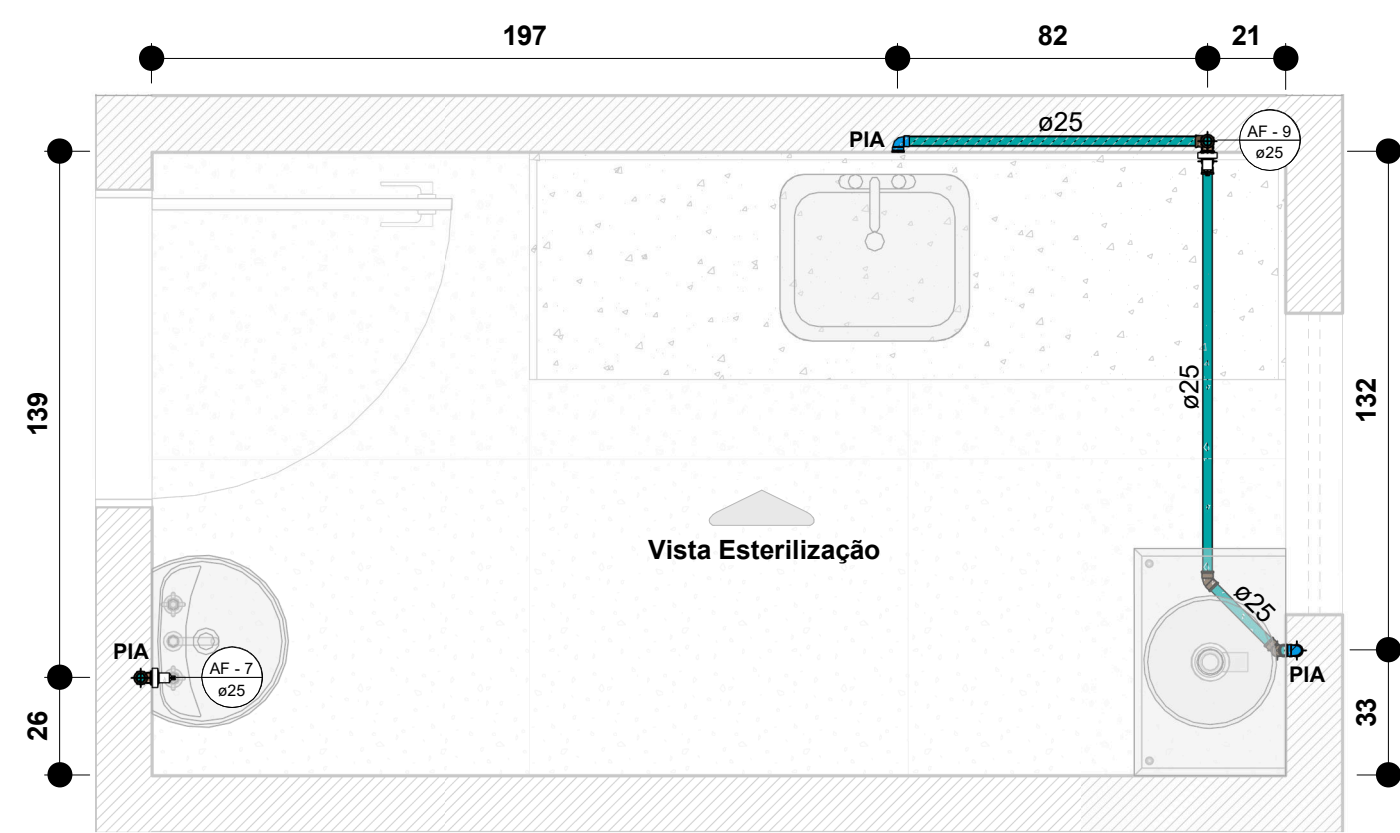 197
82
21
ø25
PIA
AF - 9
ø25
139
ø25
132
Vista Esterilização
ø25
PIA
AF - 7
ø25
PIA
26
33